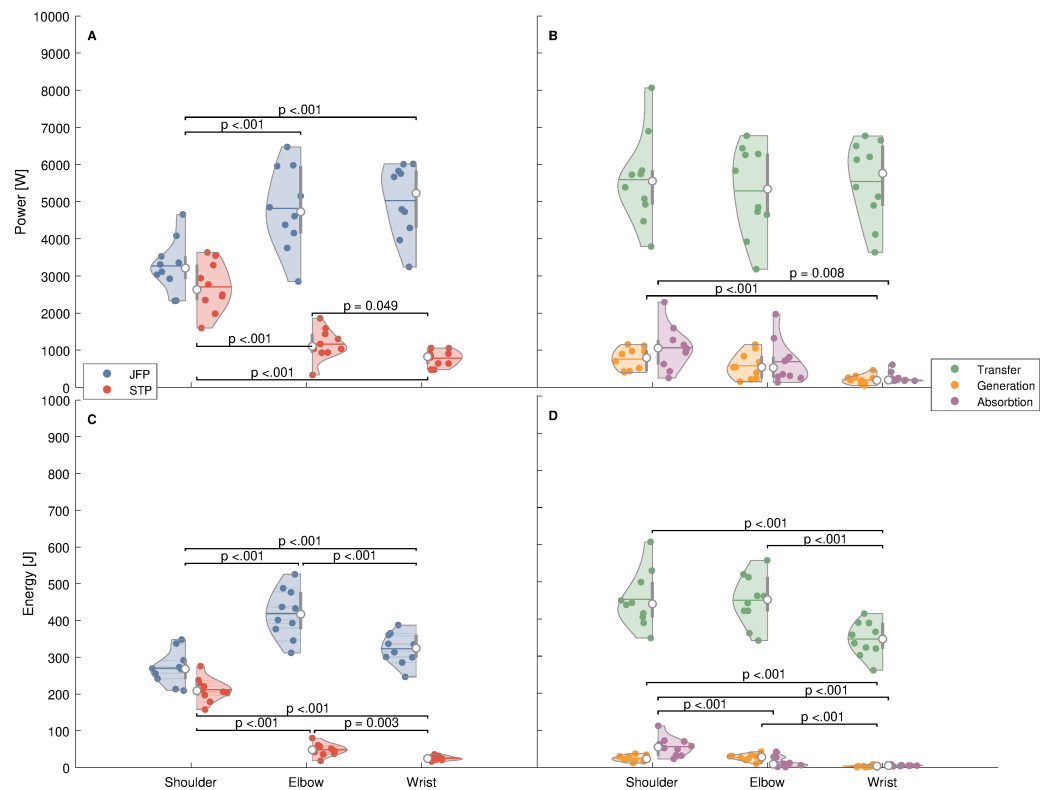 10000
9000
8000
7000
6000
5000
4000
3000
2000
1000
0
Power [W]
A
p <.001
p <.001
p = 0.049
p <.001
p <.001
JFP
STP
B
p = 0.008
p <.001
Transfer
Generation
Absorbtion
1000
900
800
700
600
500
400
300
200
100
0
Energy [J]
C
p <.001
p <.001
p <.001
p <.001
p <.001
p = 0.003
Shoulder
Elbow
Wrist
D
p <.001
p <.001
p <.001
p <.001
p <.001
p <.001
Shoulder
Elbow
Wrist